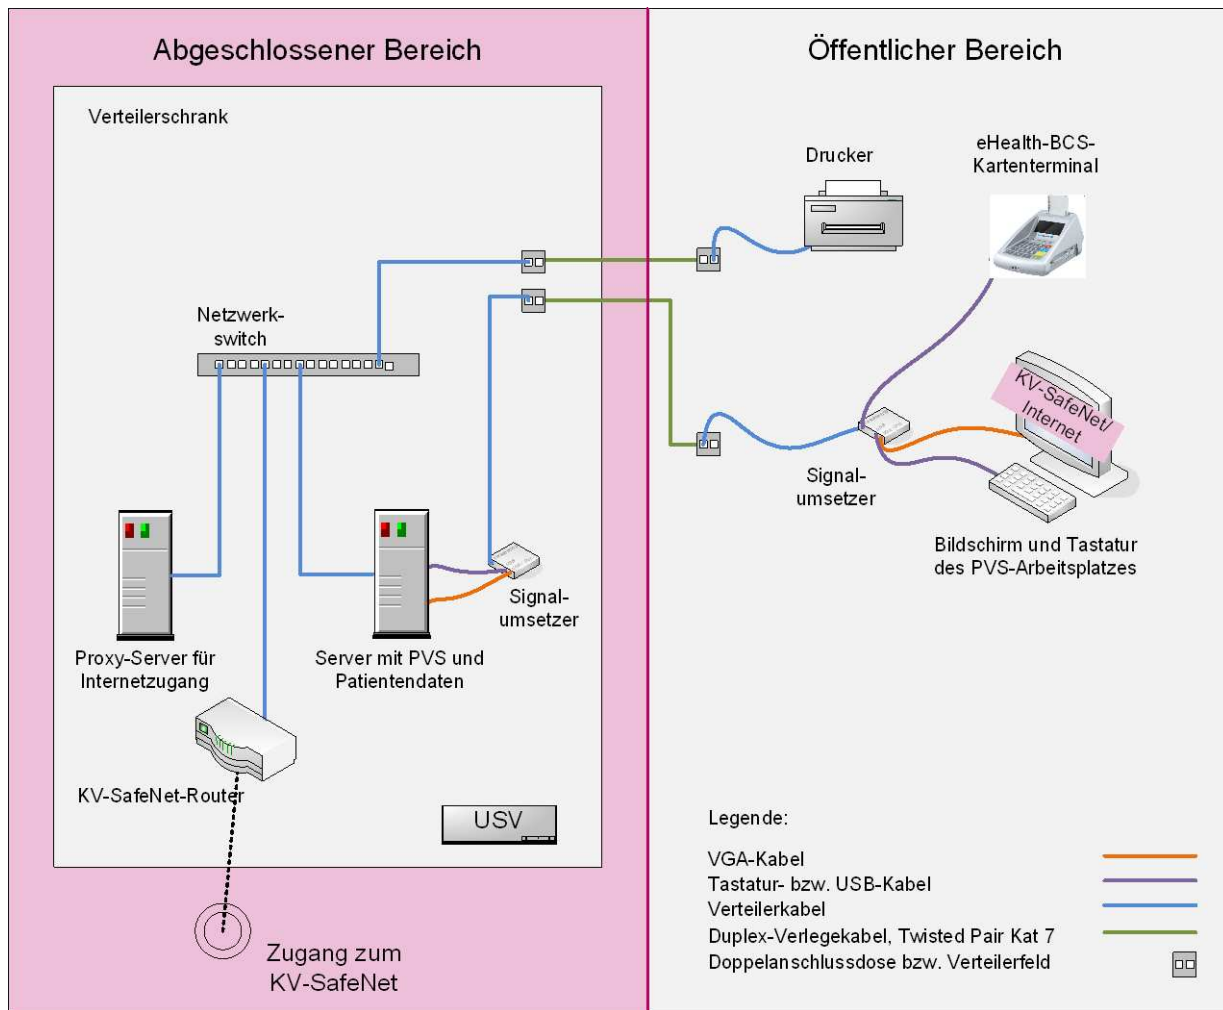 Abgeschlossener Bereich
Öffentlicher Bereich
Verteilerschrank
Drucker
eHealth-BCS-
Kartenterminal
Netzwerk-
switch
KV-SafeNet/
Internet
Signal-
umsetzer
Bildschirm und Tastatur
des PVS-Arbeitsplatzes
Signal-
umsetzer
Proxy-Server für
Internetzugang
Server mit PVS und
Patientendaten
KV-SafeNet-Router
USV
Zugang zum
KV-SafeNet
Legende:
VGA-Kabel
Tastatur- bzw. USB-Kabel
Verteilerkabel
Duplex-Verlegekabel, Twisted Pair Kat 7
Doppelanschlussdose bzw. Verteilerfeld